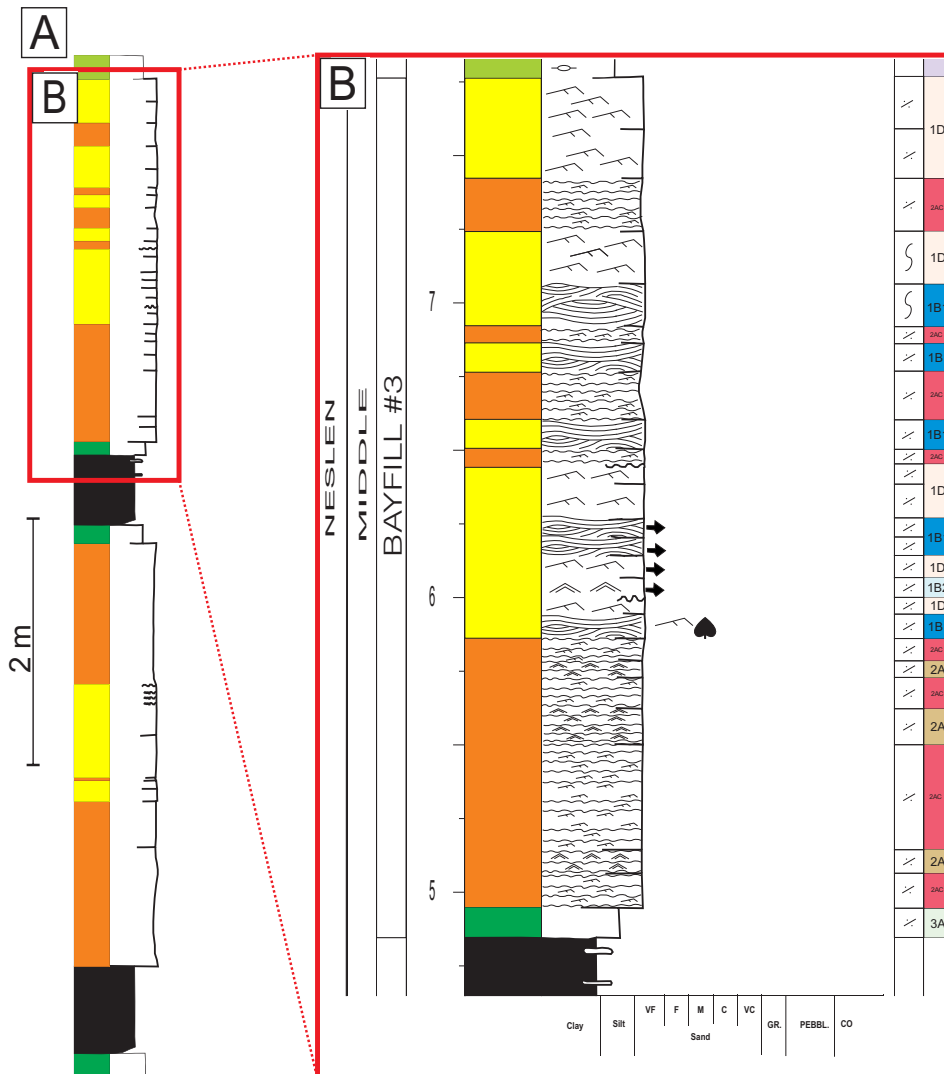 A
B
2 m
B
NESLEN
MIDDLE
BAYFILL #3
7
6
5
1D
2AC
1D
1B
2AC
1B
2AC
1B
2AC
1D
1B
1D
1B2
1D
1B
2AC
2A
2AC
2A
2AC
2A
2AC
3A
Clay
Silt
VF
F
M
C
VC
Sand
GR.
PEBBL.
CO